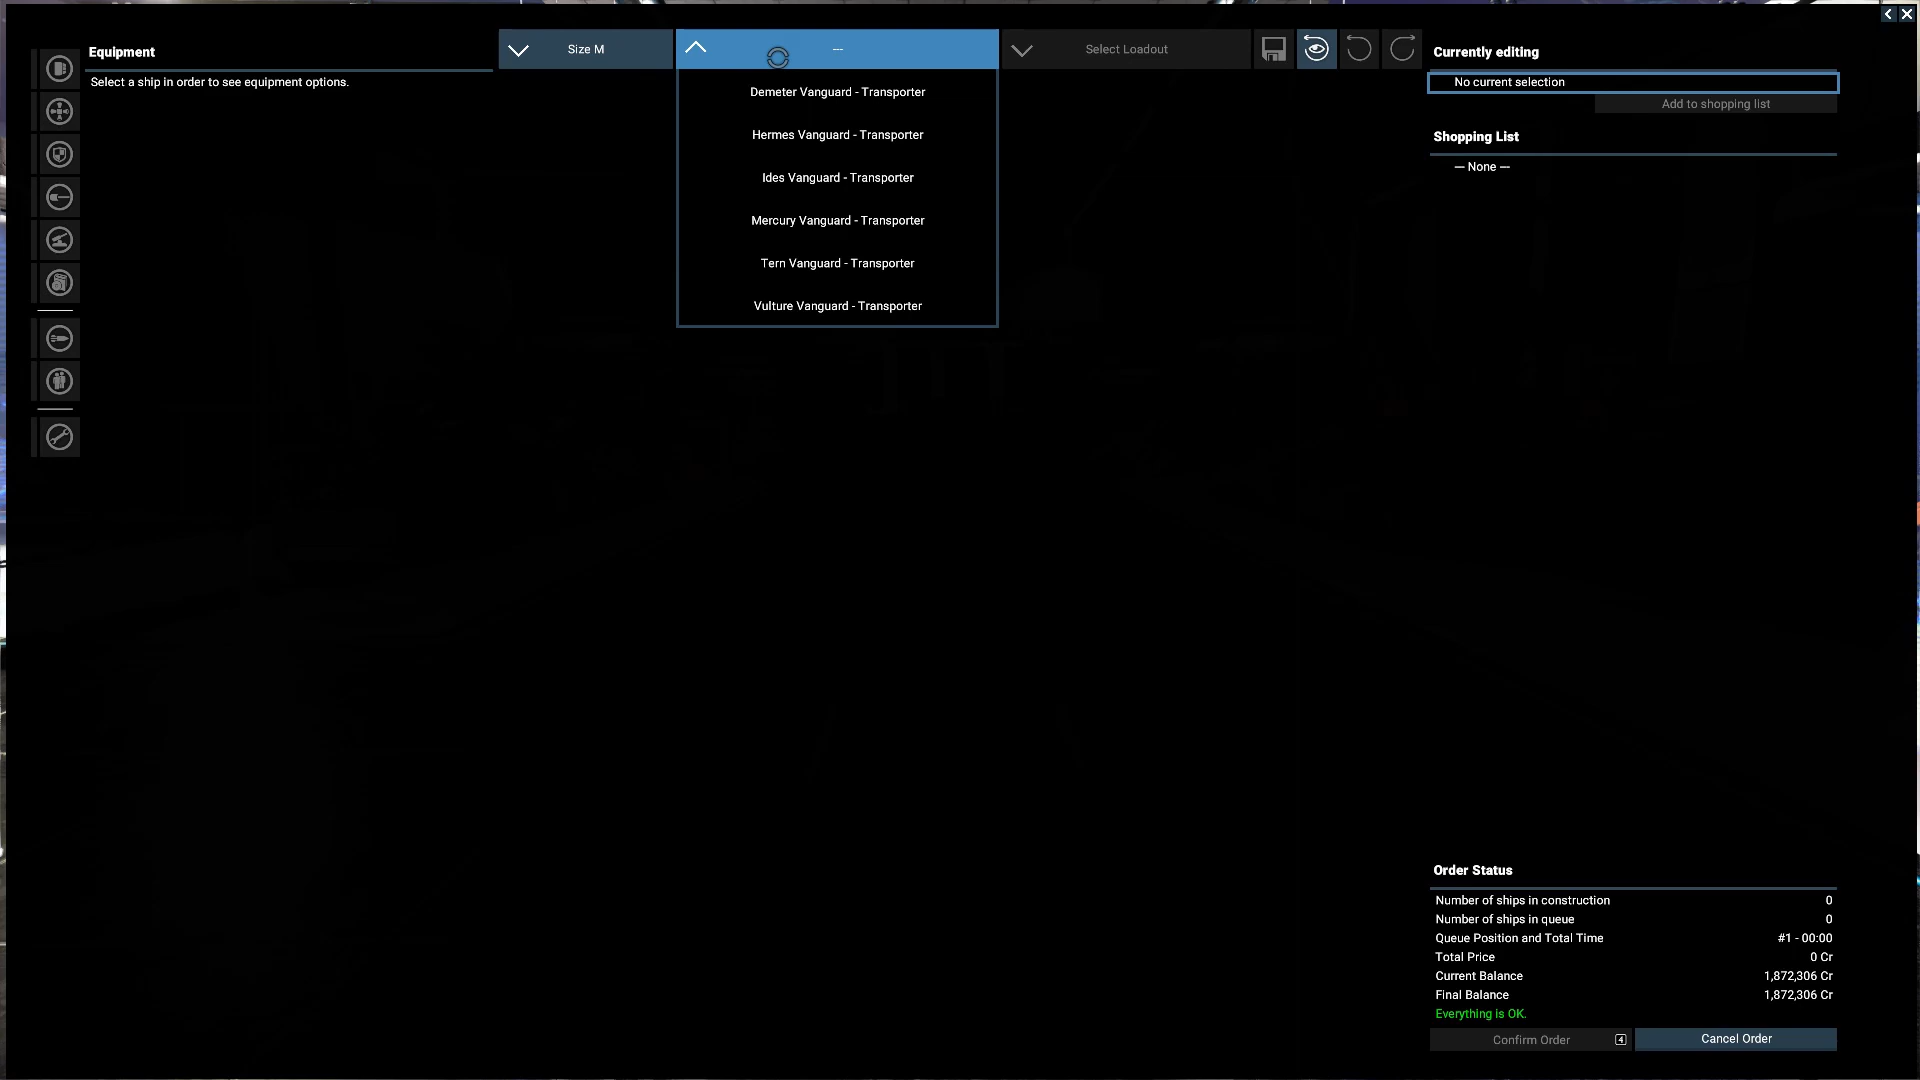 Equipment
Select a ship in order to see equipment options.
Size M
---
Select Loadout
Demeter Vanguard - Transporter
Hermes Vanguard - Transporter
Ides Vanguard - Transporter
Mercury Vanguard - Transporter
Tern Vanguard - Transporter
Vulture Vanguard - Transporter
Currently editing
No current selection
Add to shopping list
Shopping List
— None —
Order Status
Number of ships in construction 0
Number of ships in queue 0
Queue Position and Total Time #1 - 00:00
Total Price 0 Cr
Current Balance 1,872,306 Cr
Final Balance 1,872,306 Cr
Everything is OK.
Confirm Order 4
Cancel Order